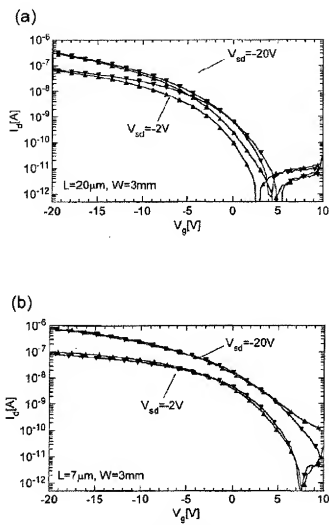 (a)
10^-6
10^-7
10^-8
10^-9
10^-10
10^-11
10^-12
I_d[A]
V_sd=-20V
V_sd=-2V
L=20µm, W=3mm
-20 -15 -10 -5 0 5 10
V_g[V]
(b)
10^-6
10^-7
10^-8
10^-9
10^-10
10^-11
10^-12
I_d[A]
V_sd=-20V
V_sd=-2V
L=7µm, W=3mm
-20 -15 -10 -5 0 5 10
V_g[V]